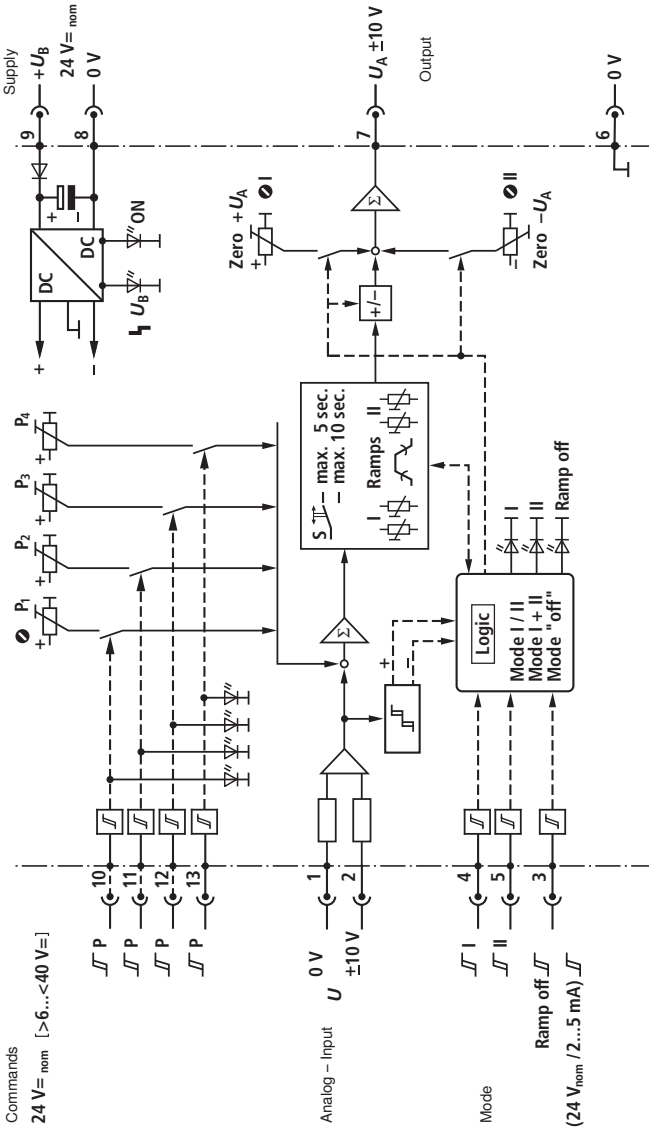 Commands
24 V= nom [>6...<40 V=]
P
P
P
P
10
11
12
13
P1
P2
P3
P4
+
+
+
+
Supply
+UB
24 V= nom
0 V
9
8
+
–
DC
DC
UB
ON
+
–
Analog – Input
U
0 V
±10 V
1
2
Σ
S
max. 5 sec.
max. 10 sec.
Ramps
I
II
+/–
Σ
Zero +UA
+
I
Zero –UA
–
II
7
UA ±10 V
Output
6
0 V
+
–
Mode
I
II
Ramp off
(24 Vnom / 2...5 mA)
4
5
3
Logic
Mode I / II
Mode I + II
Mode "off"
I
II
Ramp off